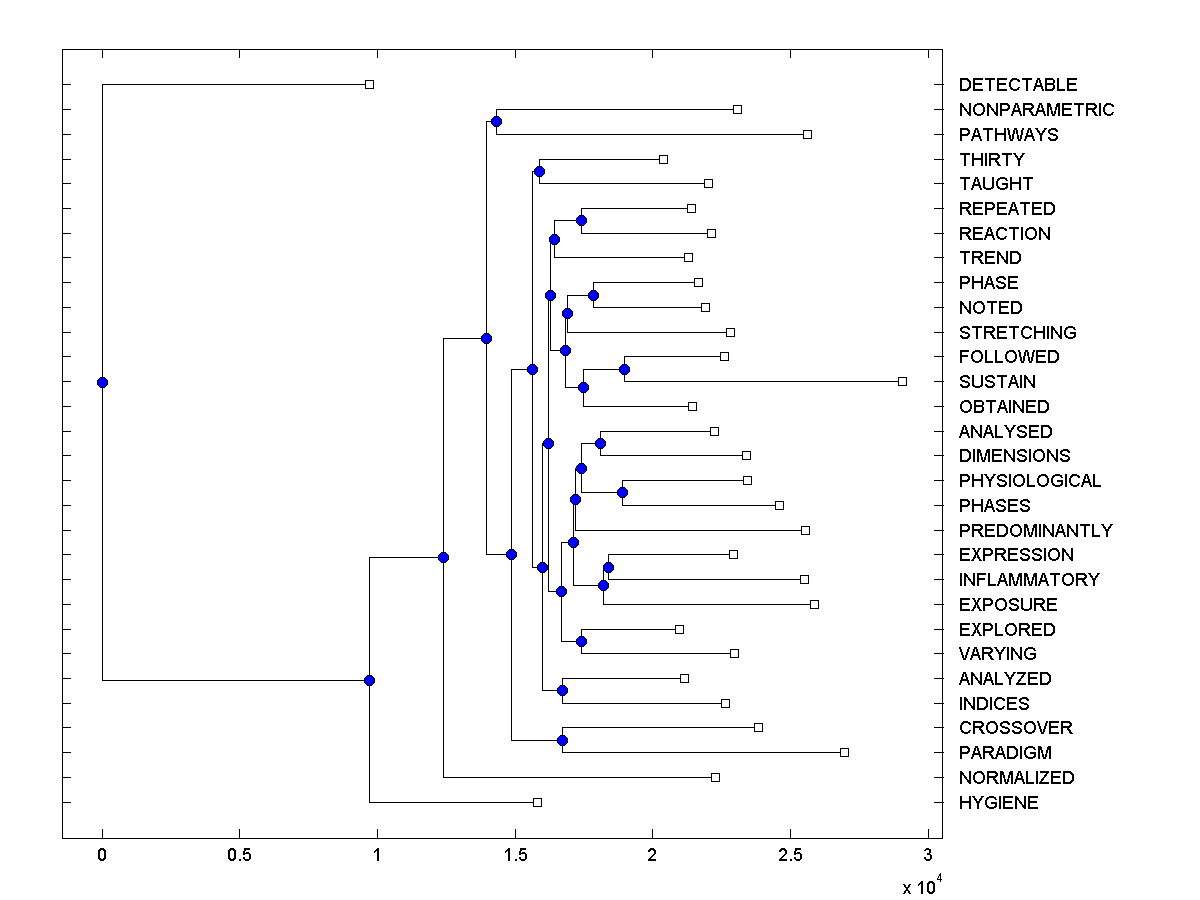 DETECTABLE
NONPARAMETRIC
PATHWAYS
THIRTY
TAUGHT
REPEATED
REACTION
TREND
PHASE
NOTED
STRETCHING
FOLLOWED
SUSTAIN
OBTAINED
ANALYSED
DIMENSIONS
PHYSIOLOGICAL
PHASES
PREDOMINANTLY
EXPRESSION
INFLAMMATORY
EXPOSURE
EXPLORED
VARYING
ANALYZED
INDICES
CROSSOVER
PARADIGM
NORMALIZED
HYGIENE
0 0.5 1 1.5 2 2.5 3
x 10^4